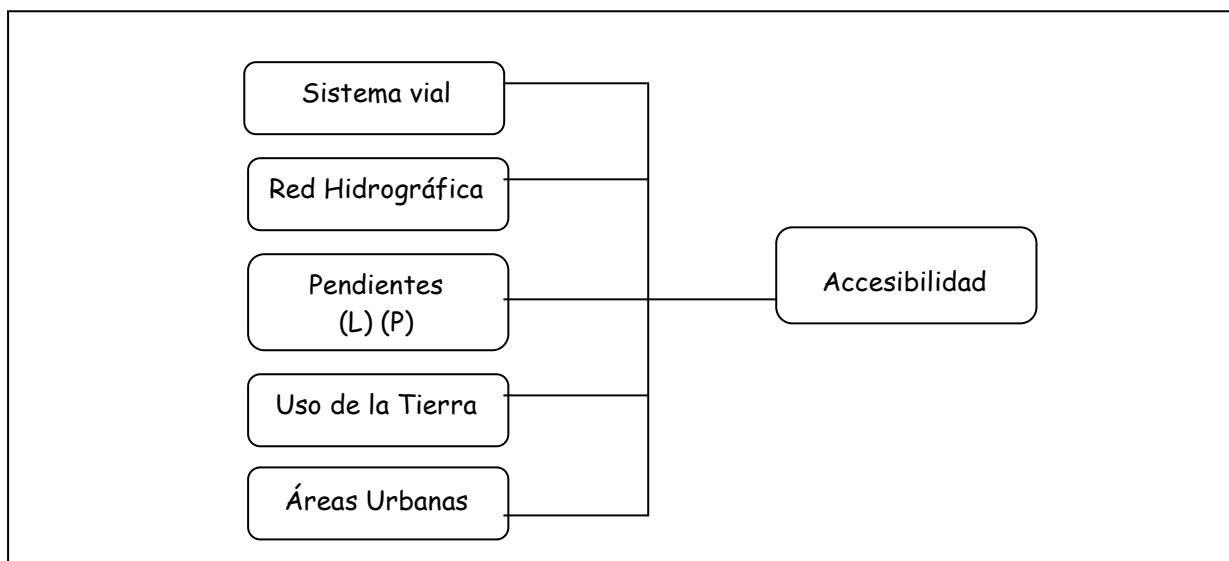 Sistema vial
Red Hidrográfica
Pendientes
(L) (P)
Uso de la Tierra
Áreas Urbanas
Accesibilidad